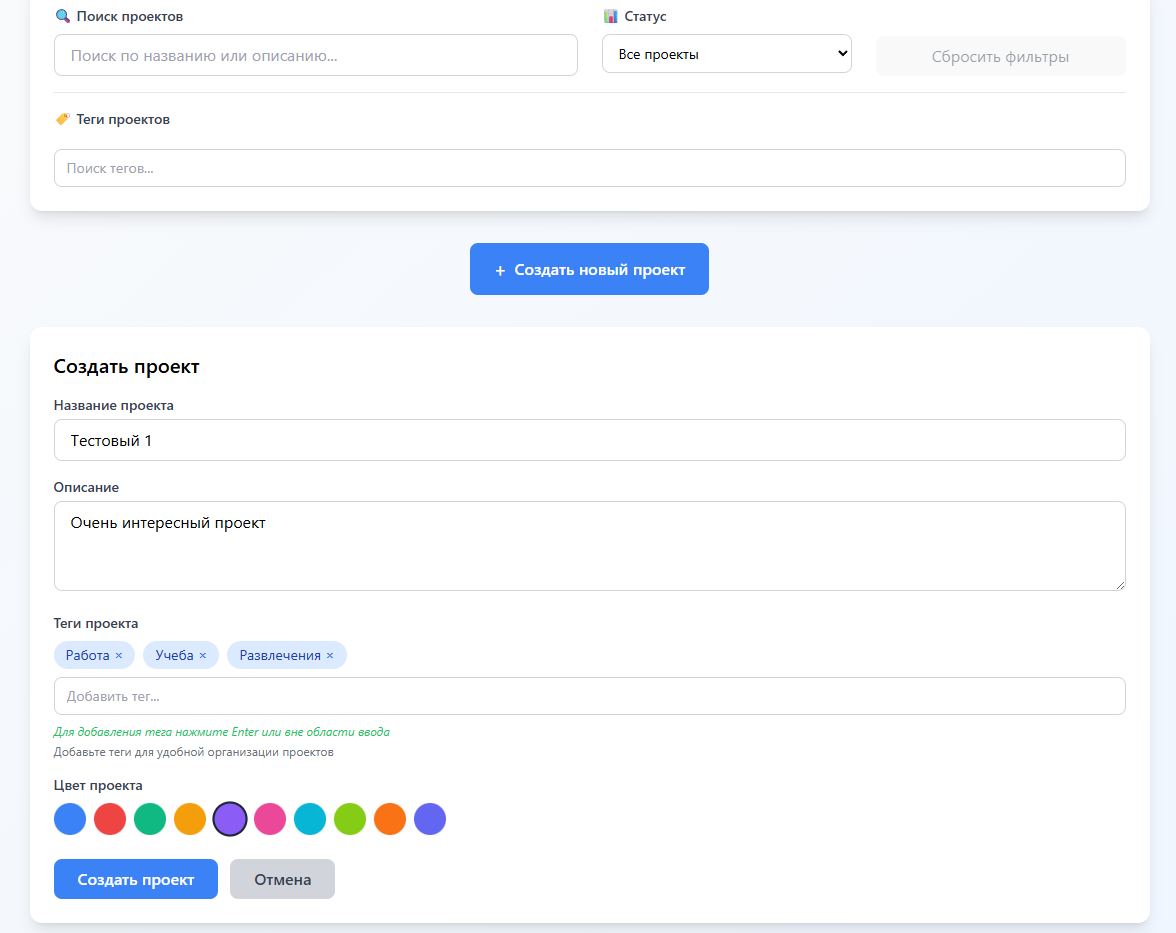 Поиск проектов
Статус
Поиск по названию или описанию...
Все проекты
Сбросить фильтры
Теги проектов
Поиск тегов...
+ Создать новый проект
Создать проект
Название проекта
Тестовый 1
Описание
Очень интересный проект
Теги проекта
Работа ×
Учеба ×
Развлечения ×
Добавить тег...
Для добавления тега нажмите Enter или вне области ввода
Добавьте теги для удобной организации проектов
Цвет проекта
Создать проект
Отмена